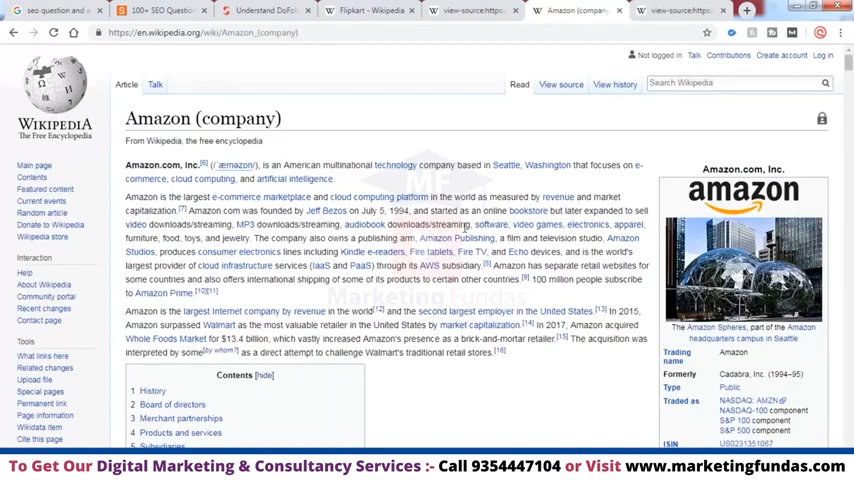 seo question and a
100+ SEO Question
Understand DoFoll
Flipkart - Wikipedia
view-source:https:
Amazon (company
view-source:https:
https://en.wikipedia.org/wiki/Amazon_(company)
Not logged in Talk Contributions Create account Log in
Article Talk Read View source View history Search Wikipedia
WIKIPEDIA
The Free Encyclopedia
Main page
Contents
Featured content
Current events
Random article
Donate to Wikipedia
Wikipedia store
Interaction
Help
About Wikipedia
Community portal
Recent changes
Contact page
Tools
What links here
Related changes
Upload file
Special pages
Permanent link
Page information
Wikidata item
Cite this page
Amazon (company)
From Wikipedia, the free encyclopedia
Amazon.com, Inc.[6] (/ˈæməzɒn/), is an American multinational technology company based in Seattle, Washington that focuses on e-
commerce, cloud computing, and artificial intelligence.
Amazon is the largest e-commerce marketplace and cloud computing platform in the world as measured by revenue and market
capitalization.[7] Amazon.com was founded by Jeff Bezos on July 5, 1994, and started as an online bookstore but later expanded to sell
video downloads/streaming, MP3 downloads/streaming, audiobook downloads/streaming, software, video games, electronics, apparel,
furniture, food, toys, and jewelry. The company also owns a publishing arm, Amazon Publishing, a film and television studio, Amazon
Studios, produces consumer electronics lines including Kindle e-readers, Fire tablets, Fire TV, and Echo devices, and is the world's
largest provider of cloud infrastructure services (IaaS and PaaS) through its AWS subsidiary.[8] Amazon has separate retail websites for
some countries and also offers international shipping of some of its products to certain other countries.[9] 100 million people subscribe
to Amazon Prime.[10][11]
Amazon is the largest Internet company by revenue in the world[12] and the second largest employer in the United States.[13] In 2015,
Amazon surpassed Walmart as the most valuable retailer in the United States by market capitalization.[14] In 2017, Amazon acquired
Whole Foods Market for $13.4 billion, which vastly increased Amazon's presence as a brick-and-mortar retailer.[15] The acquisition was
interpreted by some[by whom?] as a direct attempt to challenge Walmart's traditional retail stores.[16]
Contents [hide]
1 History
2 Board of directors
3 Merchant partnerships
4 Products and services
5 Subsidiaries
Amazon.com, Inc.
amazon
The Amazon Spheres, part of the Amazon
headquarters campus in Seattle
Trading name Amazon
Formerly Cadabra, Inc. (1994–95)
Type Public
Traded as NASDAQ: AMZN
NASDAQ-100 component
S&P 100 component
S&P 500 component
ISIN US0231351067
MF
Marketing Fundas
To Get Our Digital Marketing & Consultancy Services :- Call 9354447104 or Visit www.marketingfundas.com